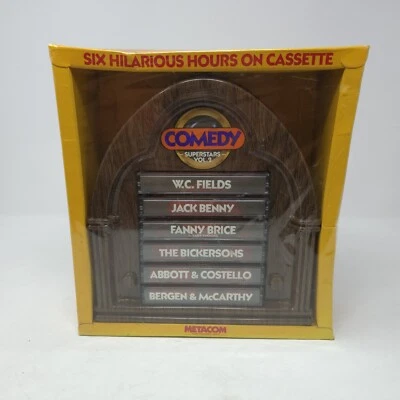 SIX HILARIOUS HOURS ON CASSETTE
COMEDY
SUPERSTARS
VOL. 2
W.C. FIELDS
JACK BENNY
FANNY BRICE
THE BICKERSONS
ABBOTT & COSTELLO
BERGEN & McCARTHY
METACOM